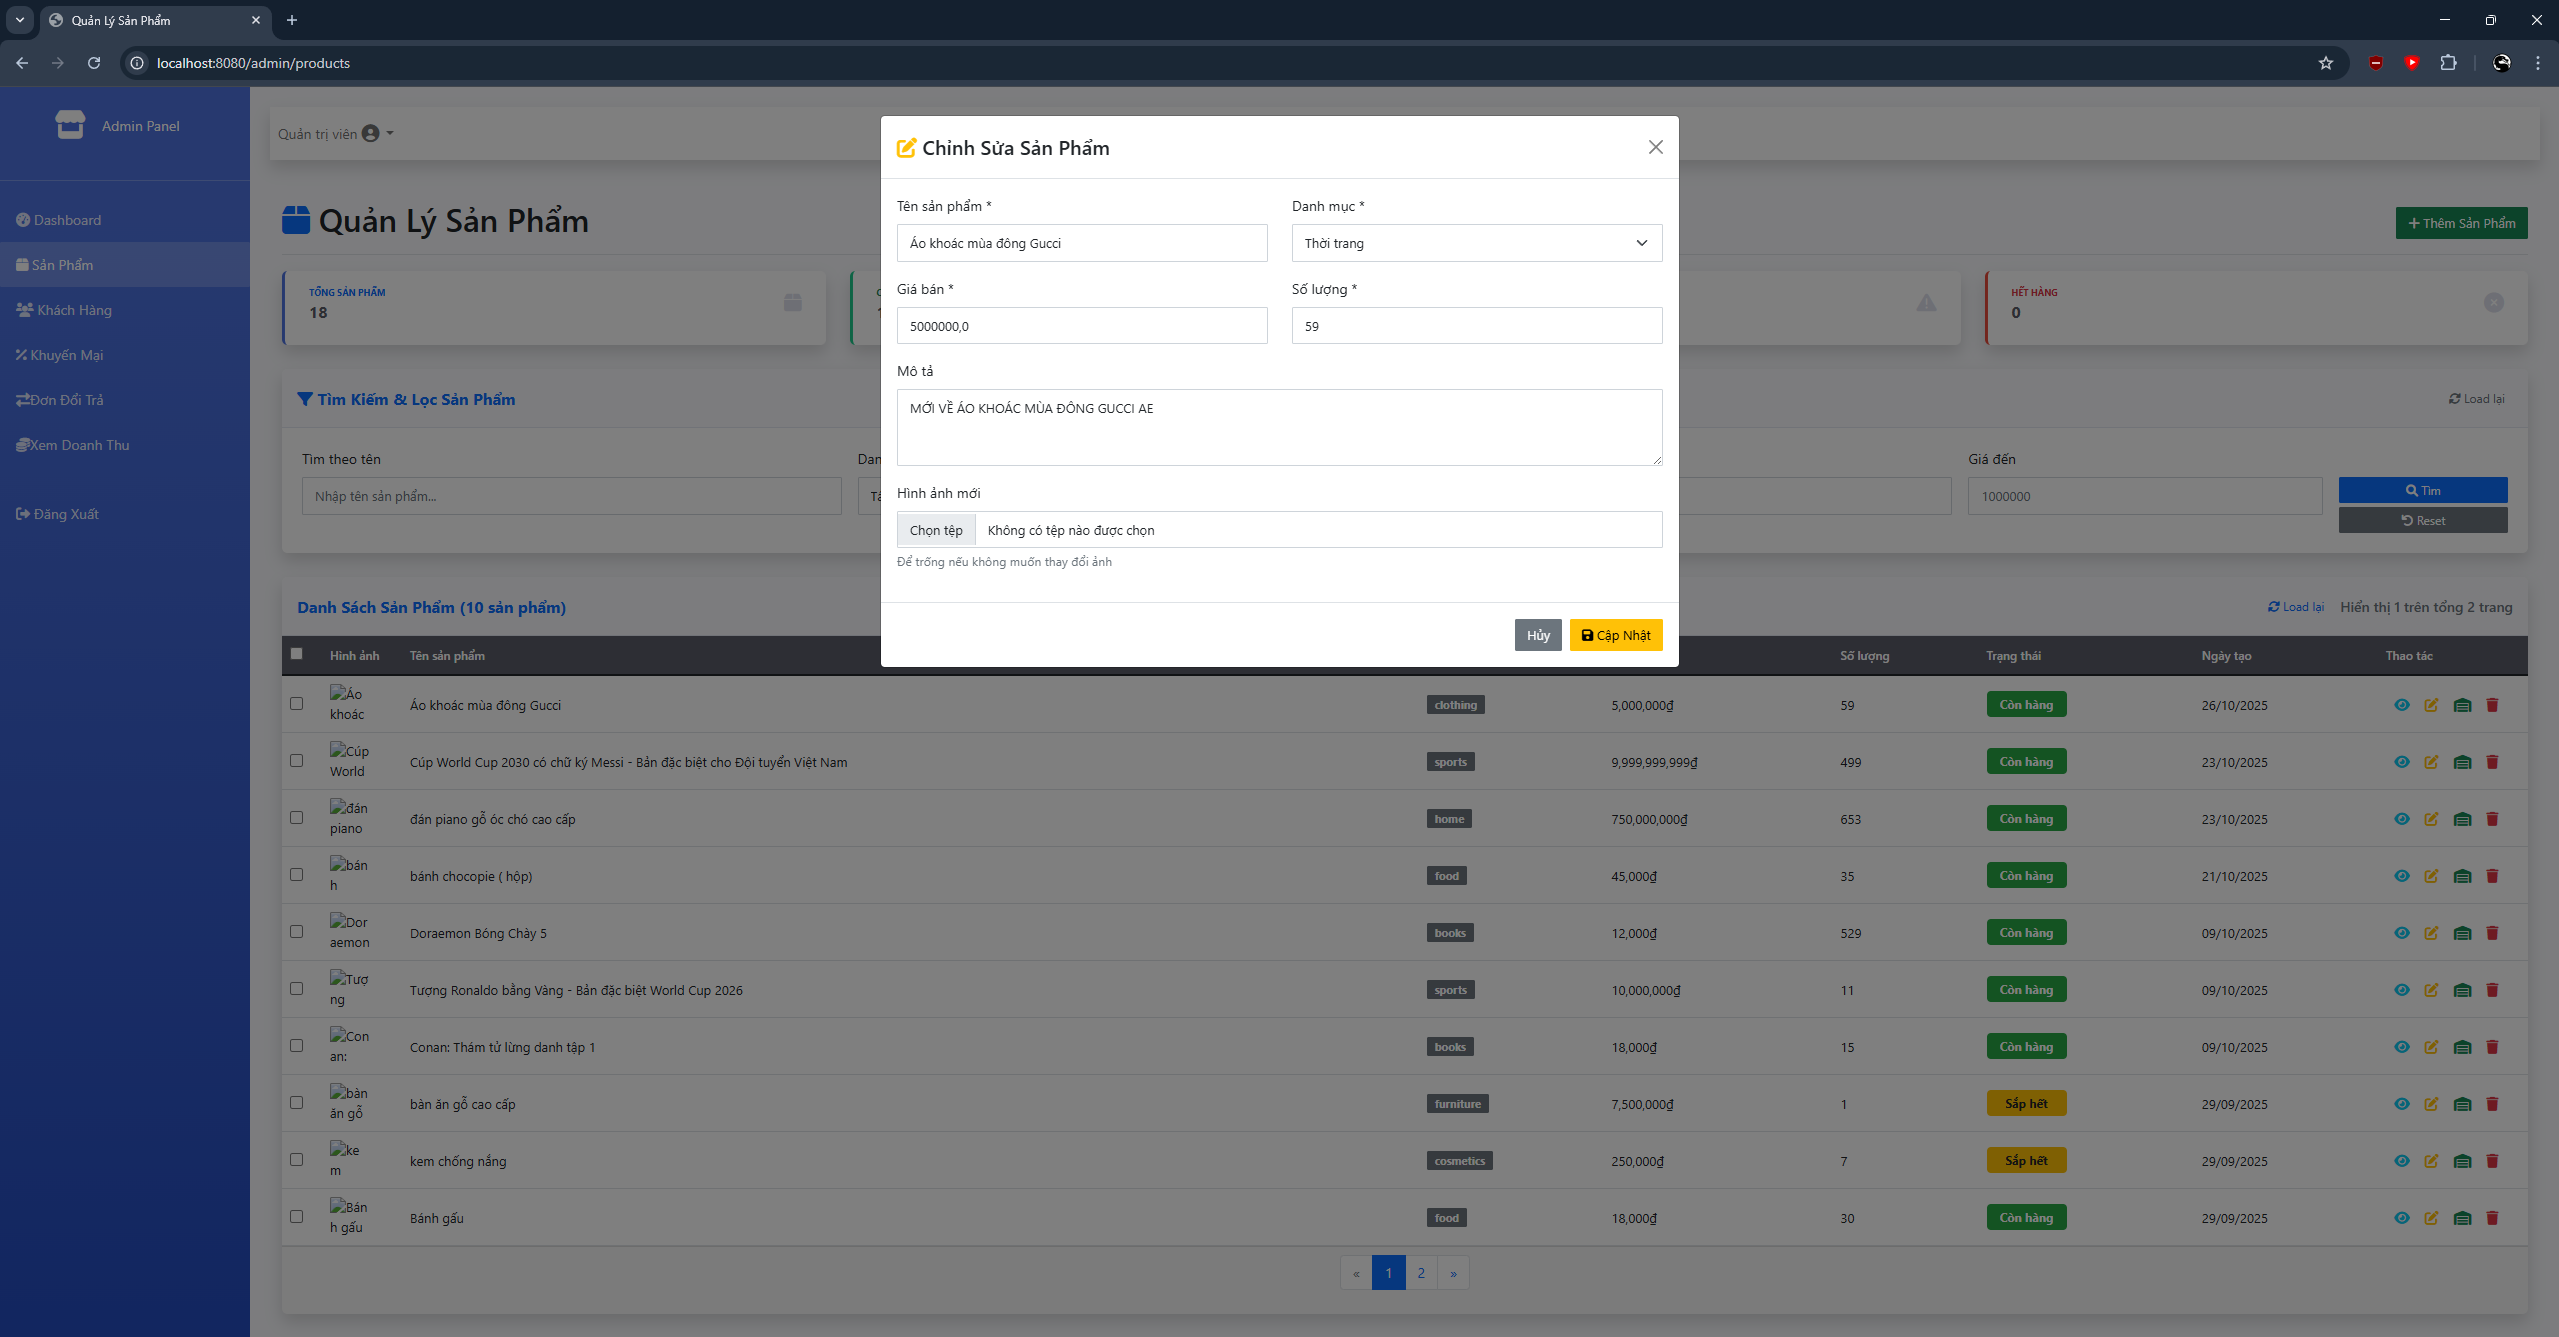 Quản Lý Sản Phẩm
localhost:8080/admin/products
Admin Panel
Dashboard
Sản Phẩm
Khách Hàng
Khuyến Mại
Đơn Đổi Trả
Xem Doanh Thu
Đăng Xuất
Quản trị viên
Quản Lý Sản Phẩm
Thêm Sản Phẩm
TỔNG SẢN PHẨM
18
HẾT HÀNG
0
Tìm Kiếm & Lọc Sản Phẩm
Load lại
Tìm theo tên
Nhập tên sản phẩm...
Giá đến
1000000
Tìm
Reset
Chỉnh Sửa Sản Phẩm
Tên sản phẩm *
Danh mục *
Áo khoác mùa đông Gucci
Thời trang
Giá bán *
Số lượng *
5000000,0
59
Mô tả
MỚI VỀ ÁO KHOÁC MÙA ĐÔNG GUCCI AE
Hình ảnh mới
Chọn tệp Không có tệp nào được chọn
Để trống nếu không muốn thay đổi ảnh
Hủy
Cập Nhật
Danh Sách Sản Phẩm (10 sản phẩm)
Load lại Hiển thị 1 trên tổng 2 trang
Hình ảnh Tên sản phẩm Số lượng Trạng thái Ngày tạo Thao tác
Áo khoác Áo khoác mùa đông Gucci clothing 5,000,000₫ 59 Còn hàng 26/10/2025
Cúp World Cúp World Cup 2030 có chữ ký Messi - Bản đặc biệt cho Đội tuyển Việt Nam sports 9,999,999,999₫ 499 Còn hàng 23/10/2025
đán piano đán piano gỗ óc chó cao cấp home 750,000,000₫ 653 Còn hàng 23/10/2025
bánh bánh chocopie ( hộp) food 45,000₫ 35 Còn hàng 21/10/2025
Doraemon Doraemon Bóng Chày 5 books 12,000₫ 529 Còn hàng 09/10/2025
Tượng Tượng Ronaldo bằng Vàng - Bản đặc biệt World Cup 2026 sports 10,000,000₫ 11 Còn hàng 09/10/2025
Conan: Conan: Thám tử lừng danh tập 1 books 18,000₫ 15 Còn hàng 09/10/2025
bàn ăn gỗ bàn ăn gỗ cao cấp furniture 7,500,000₫ 1 Sắp hết 29/09/2025
kem kem chống nắng cosmetics 250,000₫ 7 Sắp hết 29/09/2025
Bánh gấu Bánh gấu food 18,000₫ 30 Còn hàng 29/09/2025
« 1 2 »